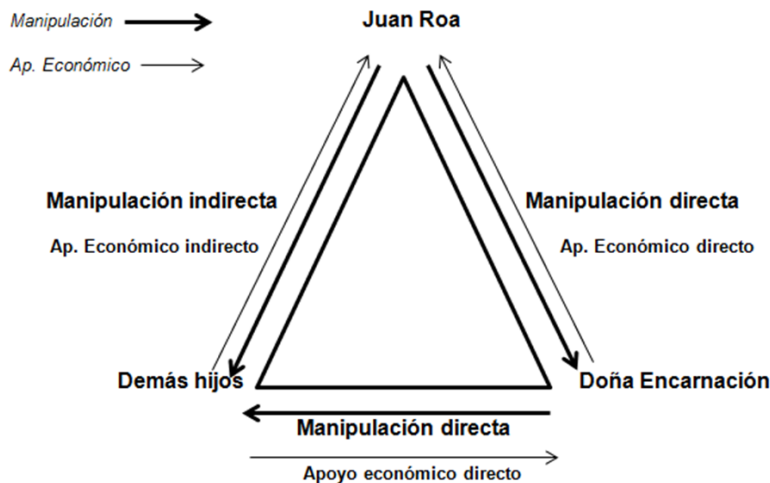 Manipulación
Juan Roa
Ap. Económico
Manipulación indirecta
Manipulación directa
Ap. Económico indirecto
Ap. Económico directo
Demás hijos
Doña Encarnación
Manipulación directa
Apoyo económico directo